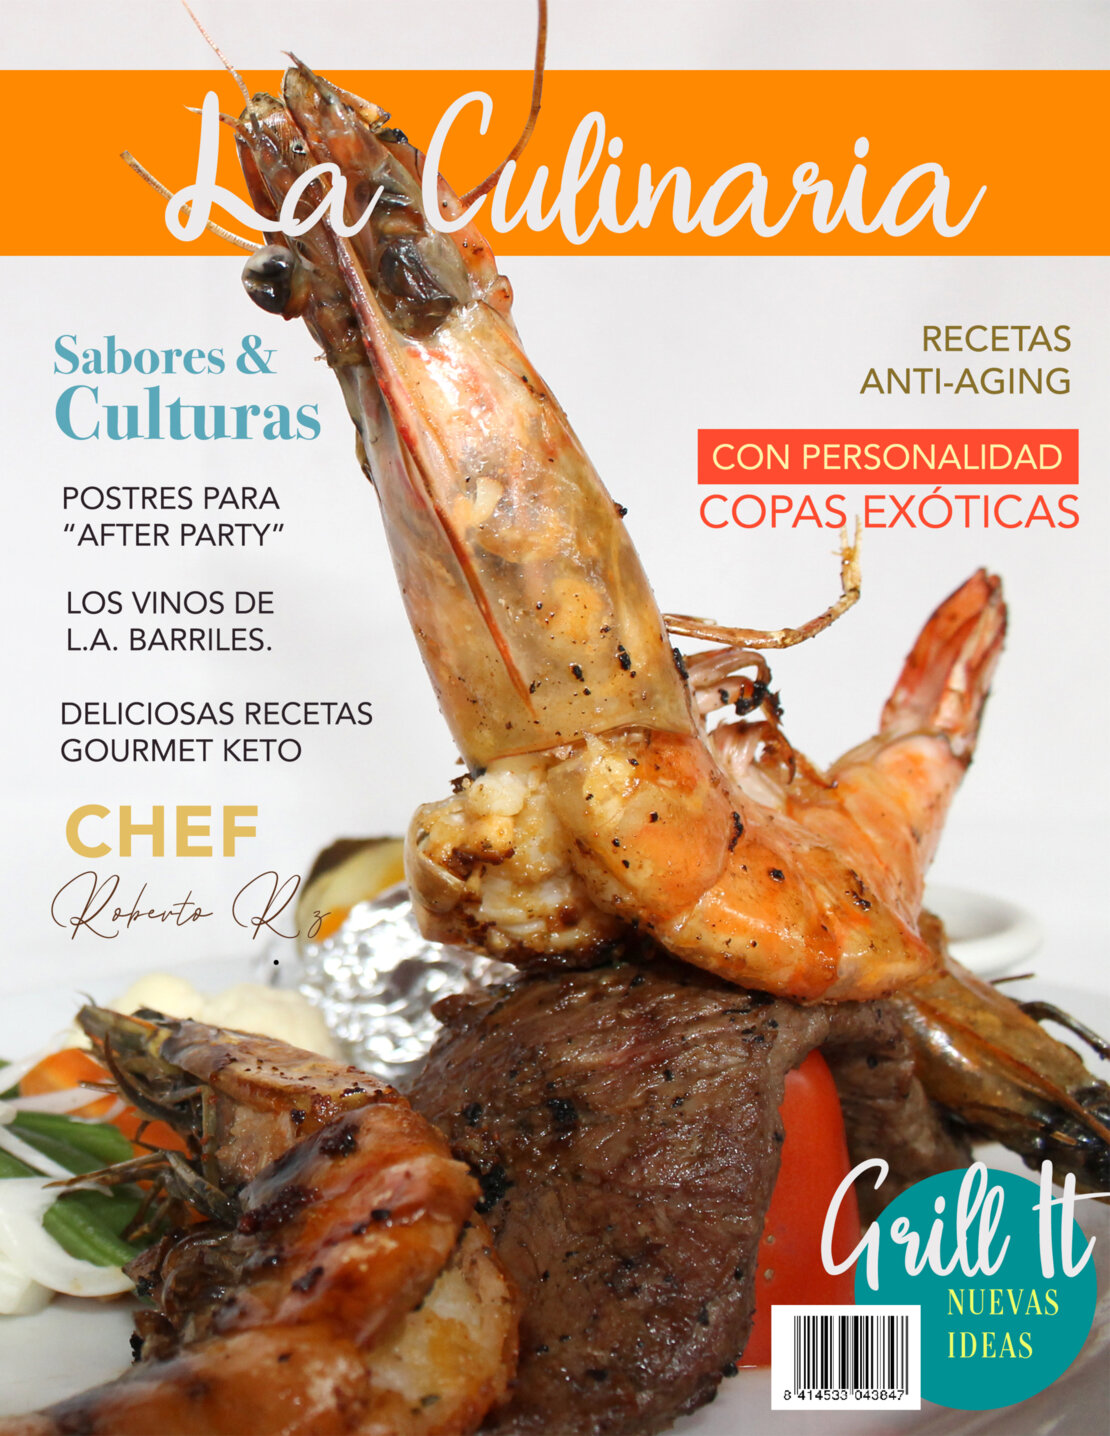 La Culinaria
Sabores &
Culturas
POSTRES PARA
“AFTER PARTY”
LOS VINOS DE
L.A. BARRILES.
DELICIOSAS RECETAS
GOURMET KETO
CHEF
Roberto Rz
RECETAS
ANTI-AGING
CON PERSONALIDAD
COPAS EXÓTICAS
Grill It
NUEVAS
IDEAS
8 414533 043847